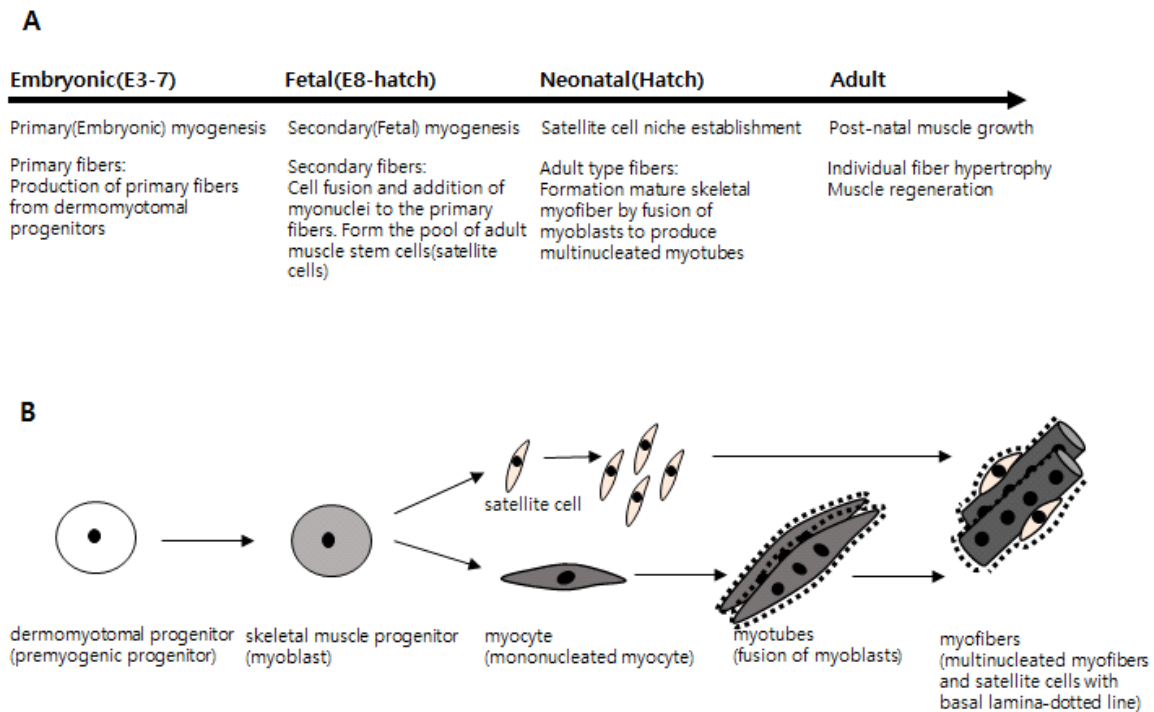 A
Embryonic(E3-7)
Fetal(E8-hatch)
Neonatal(Hatch)
Adult
Primary(Embryonic) myogenesis
Secondary(Fetal) myogenesis
Satellite cell niche establishment
Post-natal muscle growth
Primary fibers:
Production of primary fibers
from dermomyotomal
progenitors
Secondary fibers:
Cell fusion and addition of
myonuclei to the primary
fibers. Form the pool of adult
muscle stem cells(satellite
cells)
Adult type fibers:
Formation mature skeletal
myofiber by fusion of
myoblasts to produce
multinucleated myotubes
Individual fiber hypertrophy
Muscle regeneration
B
satellite cell
dermomyotomal progenitor
(premyogenic progenitor)
skeletal muscle progenitor
(myoblast)
myocyte
(mononucleated myocyte)
myotubes
(fusion of myoblasts)
myofibers
(multinucleated myofibers
and satellite cells with
basal lamina-dotted line)